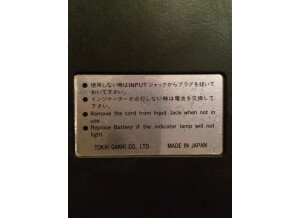 ● 使用しない時はINPUTジャックからプラグを抜いて
おいて下さい。
● インジケーターが点灯しない時は電池を交換して
下さい。
● Remove the cord from Input Jack when not in
use.
● Replace Battery if the indicator lamp will not
light.
TOKAI GAKKI CO., LTD. MADE IN JAPAN